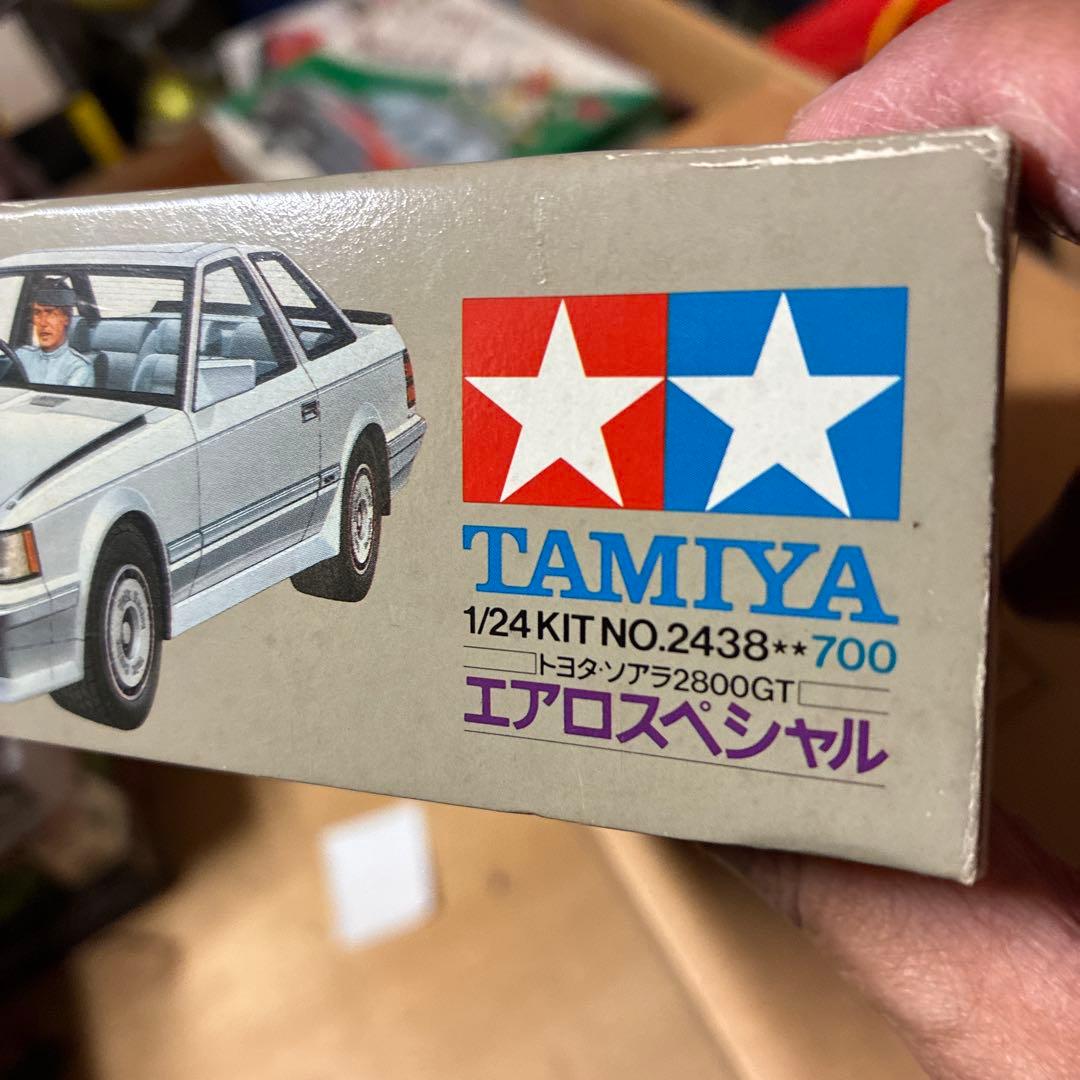 TAMIYA
1/24 KIT NO.2438**700
トヨタ・ソアラ2800GT
エアロスペシャル